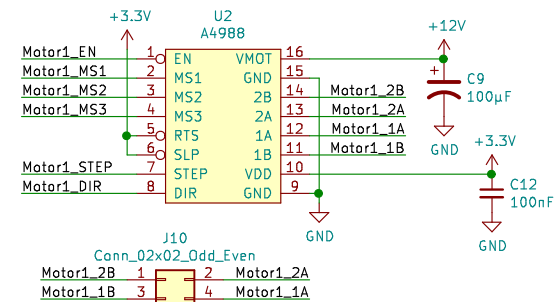 +3.3V
U2
A4988
+12V
Motor1_EN 1 EN VMOT 16
Motor1_MS1 2 MS1 GND 15
Motor1_MS2 3 MS2 2B 14 Motor1_2B
Motor1_MS3 4 MS3 2A 13 Motor1_2A
5 RTS 1A 12 Motor1_1A
6 SLP 1B 11 Motor1_1B
Motor1_STEP 7 STEP VDD 10
Motor1_DIR 8 DIR GND 9
+ C9
100µF
GND
+3.3V
C12
100nF
GND
GND
J10
Conn_02x02_Odd_Even
Motor1_2B 1 2 Motor1_2A
Motor1_1B 3 4 Motor1_1A